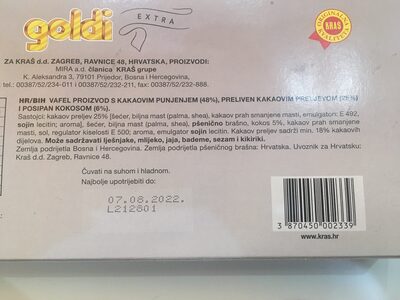 goldi
EXTRA
ORIGINALNA
KRAŠ
KVALITETA
ZA KRAŠ d.d. ZAGREB, RAVNICE 48, HRVATSKA, PROIZVODI:
MIRA a.d. članica KRAŠ grupe
K. Aleksandra 3, 79101 Prijedor, Bosna i Hercegovina,
tel: 00387/52/234-011, tel/fax: 00387/52/211-235, fax: 00387/52/232-888.
HR/BIH VAFEL PROIZVOD S KAKAOVIM PUNJENJEM (48%), PRELIVEN KAKAOVIM PRELJEVOM (25%)
I POSIPAN KOKOSOM (6%).
Sastojci: kakaov preljev 25% [šećer, biljna mast (palma, shea), kakaov prah smanjene masti, emulgatori: E 492,
sojin lecitin; aroma], šećer, biljna mast (palma, shea), pšenično brašno, kokos 5%, kakaov prah smanjene
masti, sol, regulator kiselosti E 500; aroma, emulgator sojin lecitin. Kakaov preljev sadrži min. 18% kakaovih
dijelova. Može sadržavati lješnjake, mlijeko, jaja, bademe, sezam i kikiriki.
Zemlja podrijetla Bosna i Hercegovina. Zemlja podrijetla pšeničnog brašna: Hrvatska. Uvoznik za Hrvatsku:
Kraš d.d. Zagreb, Ravnice 48.
Čuvati na suhom i hladnom.
Najbolje upotrijebiti do:
07.08.2022.
L212801
3 870450 002339
www.kras.hr